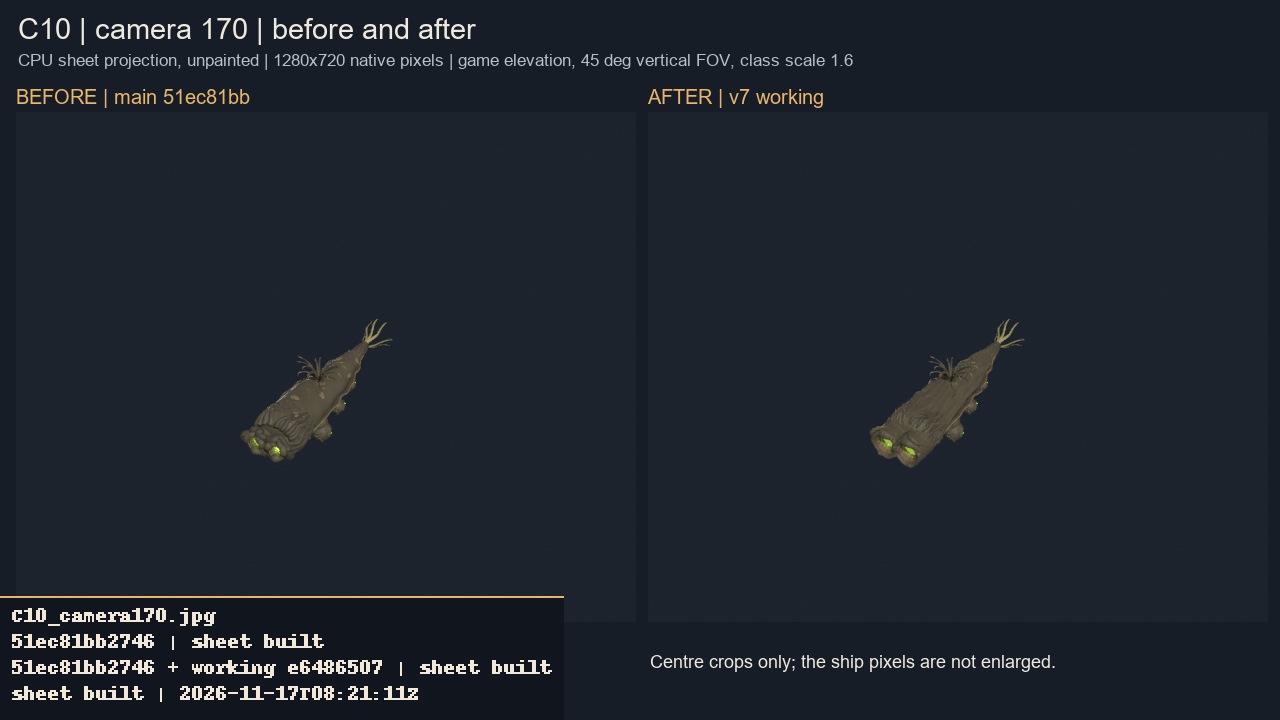 C10 | camera 170 | before and after
CPU sheet projection, unpainted | 1280x720 native pixels | game elevation, 45 deg vertical FOV, class scale 1.6
BEFORE | main 51ec81bb
AFTER | v7 working
C10_camera170.jpg
51ec81bb2746 | sheet built
51ec81bb2746 + working e6486507 | sheet built
sheet built | 2026-11-17T08:21:11Z
Centre crops only; the ship pixels are not enlarged.